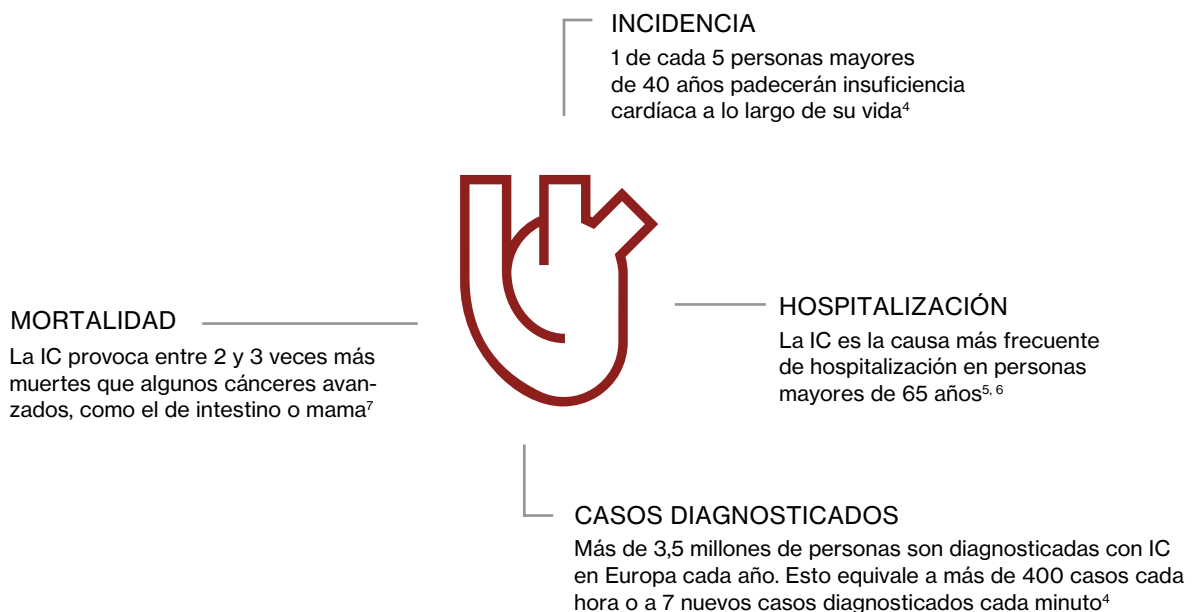 INCIDENCIA
1 de cada 5 personas mayores
de 40 años padecerán insuficiencia
cardíaca a lo largo de su vida⁴
MORTALIDAD
La IC provoca entre 2 y 3 veces más
muertes que algunos cánceres avan-
zados, como el de intestino o mama⁷
HOSPITALIZACIÓN
La IC es la causa más frecuente
de hospitalización en personas
mayores de 65 años⁵, ⁶
CASOS DIAGNOSTICADOS
Más de 3,5 millones de personas son diagnosticadas con IC
en Europa cada año. Esto equivale a más de 400 casos cada
hora o a 7 nuevos casos diagnosticados cada minuto⁴